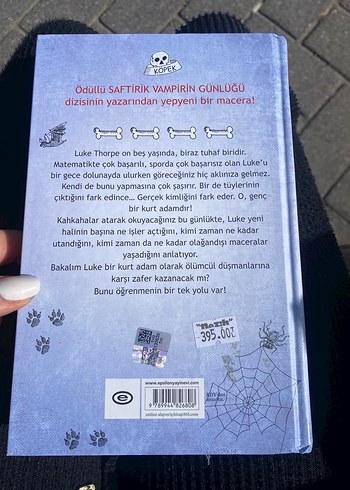 KÖPEK
Ödüllü SAFTİRİK VAMPİRİN GÜNLÜĞÜ
dizisinin yazarından yepyeni bir macera!
Luke Thorpe on beş yaşında, biraz tuhaf biridir.
Matematikte çok başarılı, sporda çok başarısız olan Luke'u
bir gece dolunayda ulurken göreceğiniz hiç aklınıza gelmez.
Kendi de bunu yapmasına çok şaşırır. Bir de tüylerinin
çıktığını fark edince... Gerçek kimliğini fark eder. O, genç
bir kurt adamdır!
Kahkahalar atarak okuyacağınız bu günlükte, Luke yeni
halinin başına ne işler açtığını, kimi zaman ne kadar
utandığını, kimi zaman da ne kadar olağandışı maceralar
yaşadığını anlatıyor.
Bakalım Luke bir kurt adam olarak ölümcül düşmanlarına
karşı zafer kazanacak mı?
Bunu öğrenmenin bir tek yolu var!
"Nezih"
395.00
www.epsilonyayinevi.com
9 789944 826808